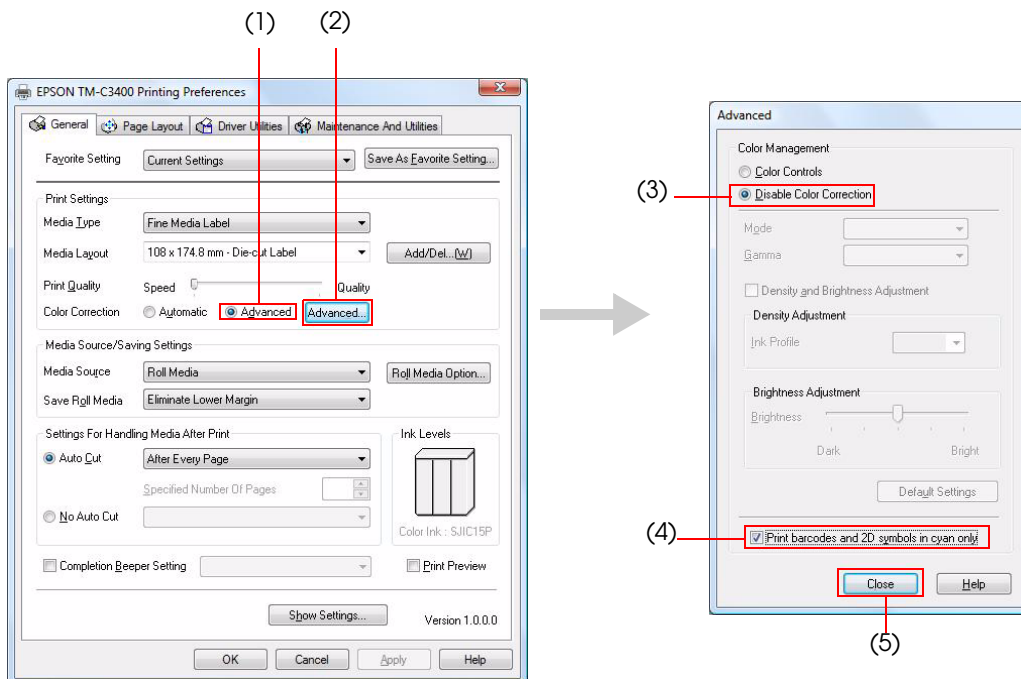 (1) (2)
EPSON TM-C3400 Printing Preferences
General Page Layout Driver Utilities Maintenance And Utilities
Favorite Setting Current Settings Save As Favorite Setting...
Print Settings
Media Type Fine Media Label
Media Layout 108 x 174.8 mm - Die-cut Label Add/Del...(W)
Print Quality Speed Quality
Color Correction Automatic Advanced Advanced...
Media Source/Saving Settings
Media Source Roll Media Roll Media Option...
Save Roll Media Eliminate Lower Margin
Settings For Handling Media After Print
Auto Cut After Every Page
Specified Number Of Pages
No Auto Cut
Ink Levels
Color Ink : SJIC15P
Completion Beeper Setting Print Preview
Show Settings... Version 1.0.0.0
OK Cancel Apply Help
Advanced
Color Management
Color Controls
(3) Disable Color Correction
Mode
Gamma
Density and Brightness Adjustment
Density Adjustment
Ink Profile
Brightness Adjustment
Brightness
Dark Bright
Default Settings
(4) Print barcodes and 2D symbols in cyan only
Close Help
(5)